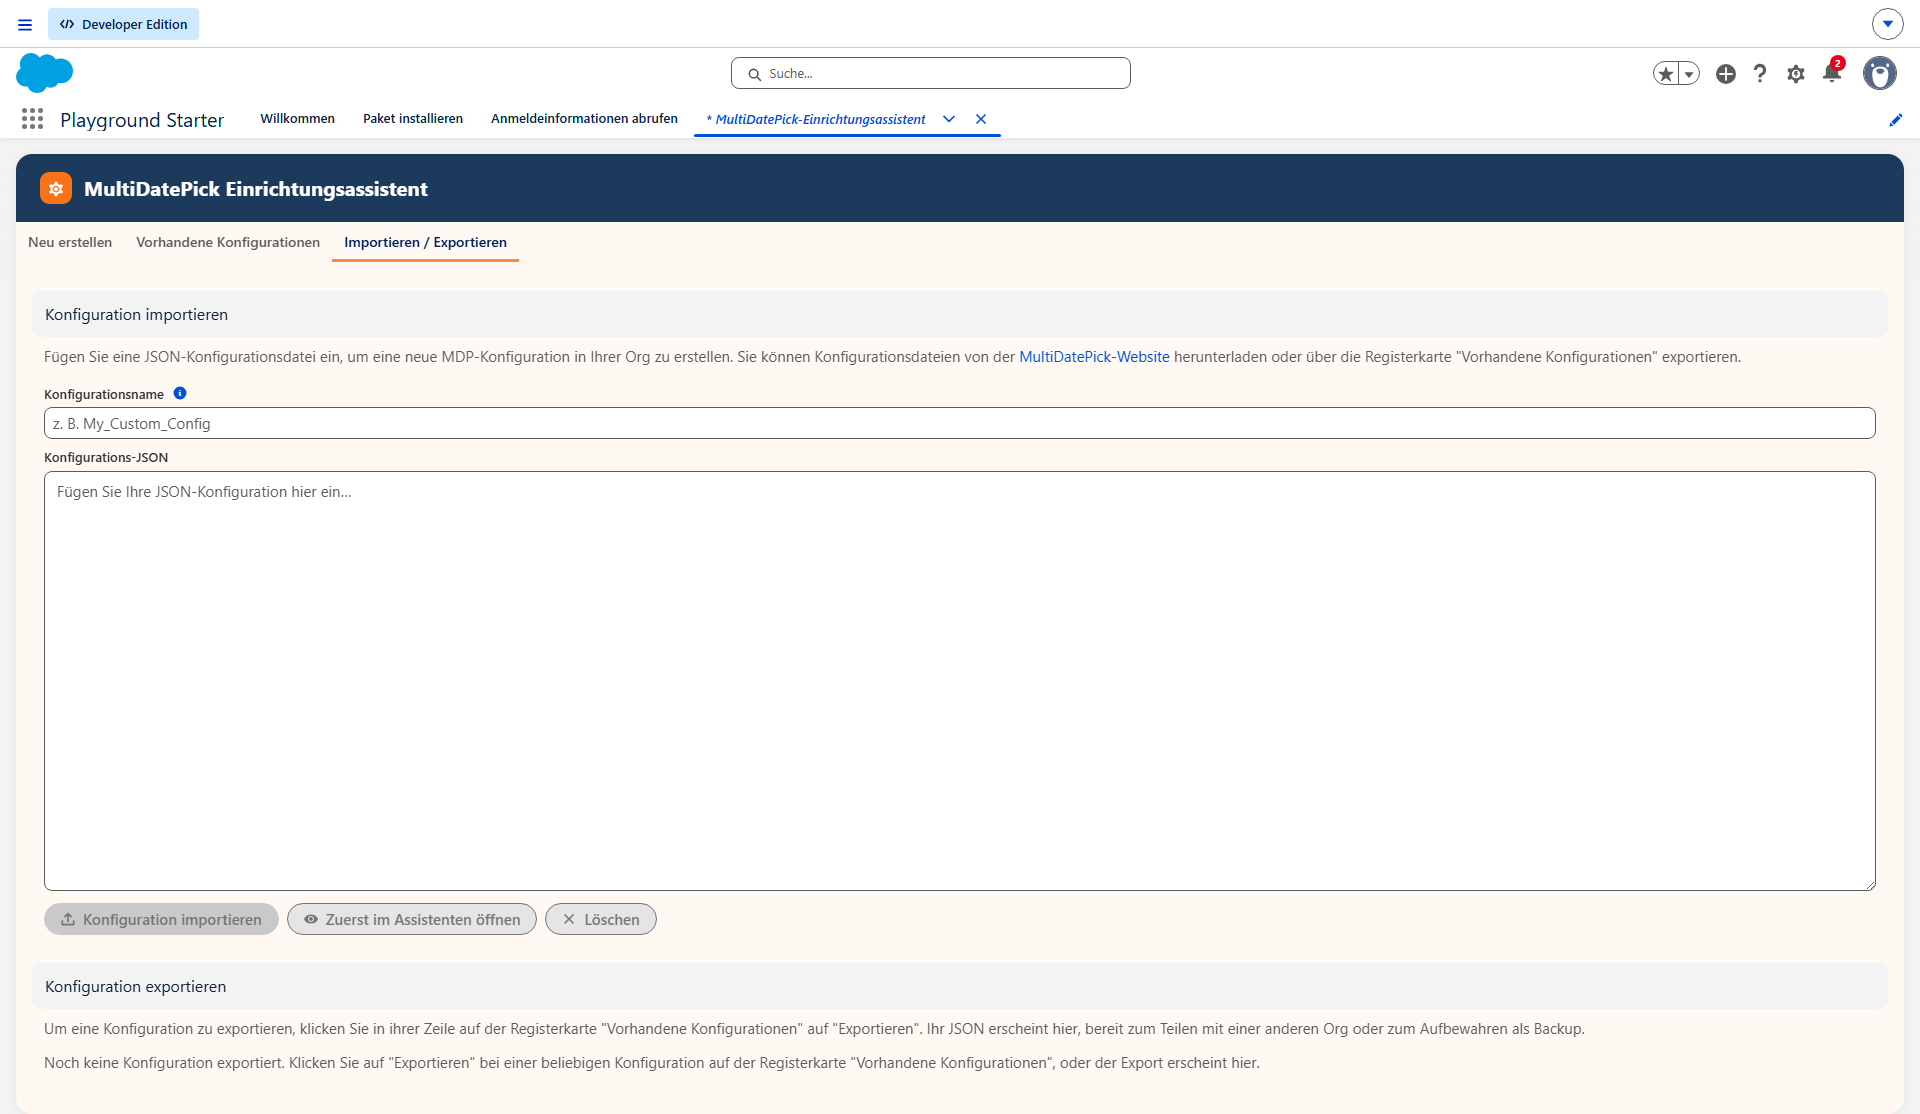 Developer Edition
Suche...
2
Playground Starter
Willkommen
Paket installieren
Anmeldeinformationen abrufen
* MultiDatePick-Einrichtungsassistent
MultiDatePick Einrichtungsassistent
Neu erstellen
Vorhandene Konfigurationen
Importieren / Exportieren
Konfiguration importieren
Fügen Sie eine JSON-Konfigurationsdatei ein, um eine neue MDP-Konfiguration in Ihrer Org zu erstellen. Sie können Konfigurationsdateien von der MultiDatePick-Website herunterladen oder über die Registerkarte "Vorhandene Konfigurationen" exportieren.
Konfigurationsname
z. B. My_Custom_Config
Konfigurations-JSON
Fügen Sie Ihre JSON-Konfiguration hier ein...
Konfiguration importieren
Zuerst im Assistenten öffnen
Löschen
Konfiguration exportieren
Um eine Konfiguration zu exportieren, klicken Sie in ihrer Zeile auf der Registerkarte "Vorhandene Konfigurationen" auf "Exportieren". Ihr JSON erscheint hier, bereit zum Teilen mit einer anderen Org oder zum Aufbewahren als Backup.
Noch keine Konfiguration exportiert. Klicken Sie auf "Exportieren" bei einer beliebigen Konfiguration auf der Registerkarte "Vorhandene Konfigurationen", oder der Export erscheint hier.